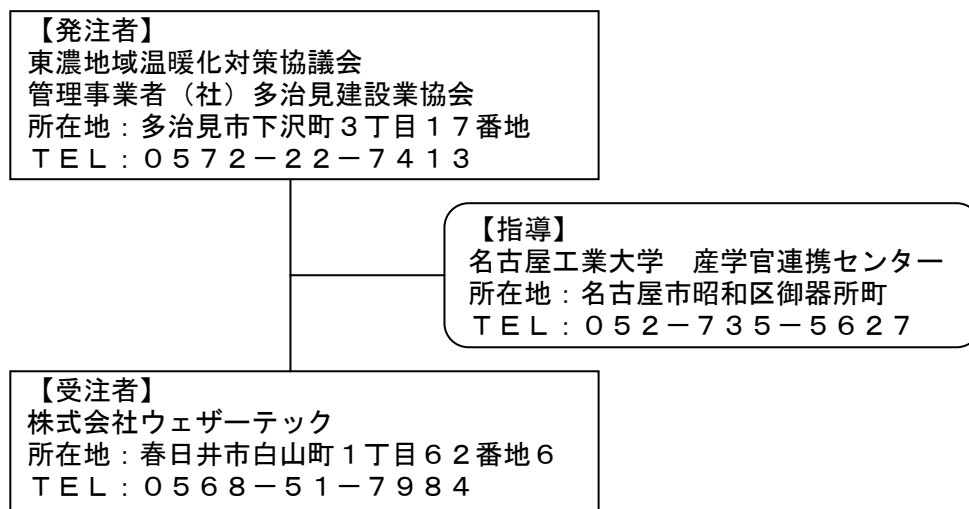 【発注者】
東濃地域温暖化対策協議会
管理事業者（社）多治見建設業協会
所在地：多治見市下沢町３丁目１７番地
ＴＥＬ：０５７２－２２－７４１３
【指導】
名古屋工業大学　産学官連携センター
所在地：名古屋市昭和区御器所町
ＴＥＬ：０５２－７３５－５６２７
【受注者】
株式会社ウェザーテック
所在地：春日井市白山町１丁目６２番地６
ＴＥＬ：０５６８－５１－７９８４